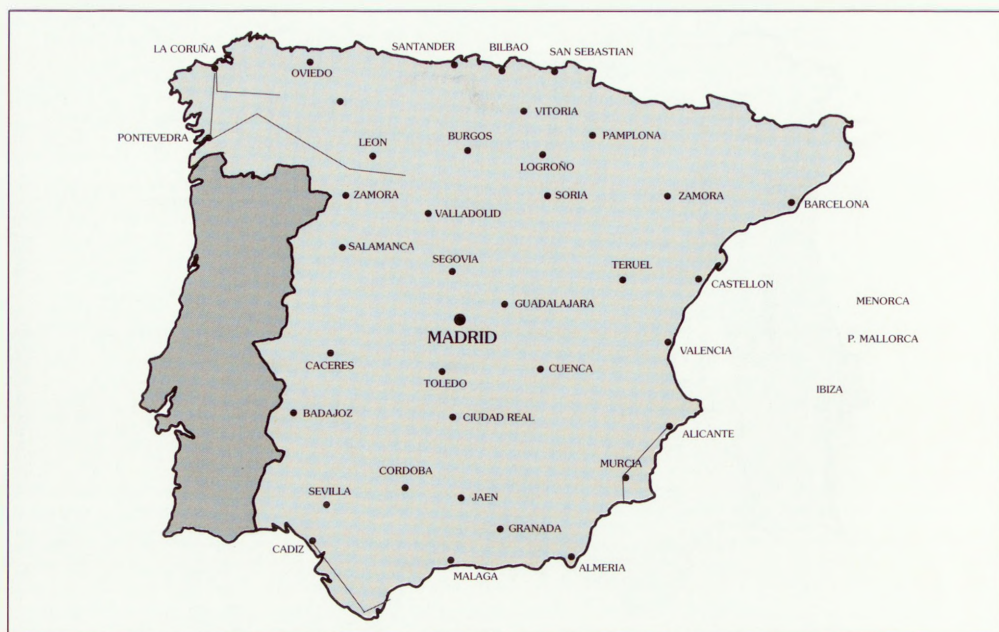 LA CORUÑA
SANTANDER
BILBAO
SAN SEBASTIAN
OVIEDO
VITORIA
PONTEVEDRA
LEON
BURGOS
PAMPLONA
LOGROÑO
ZAMORA
SORIA
ZAMORA
BARCELONA
VALLADOLID
SALAMANCA
SEGOVIA
TERUEL
CASTELLON
GUADALAJARA
MENORCA
MADRID
P. MALLORCA
VALENCIA
CACERES
TOLEDO
CUENCA
IBIZA
BADAJOZ
CIUDAD REAL
ALICANTE
MURCIA
CORDOBA
SEVILLA
JAEN
GRANADA
CADIZ
MALAGA
ALMERIA